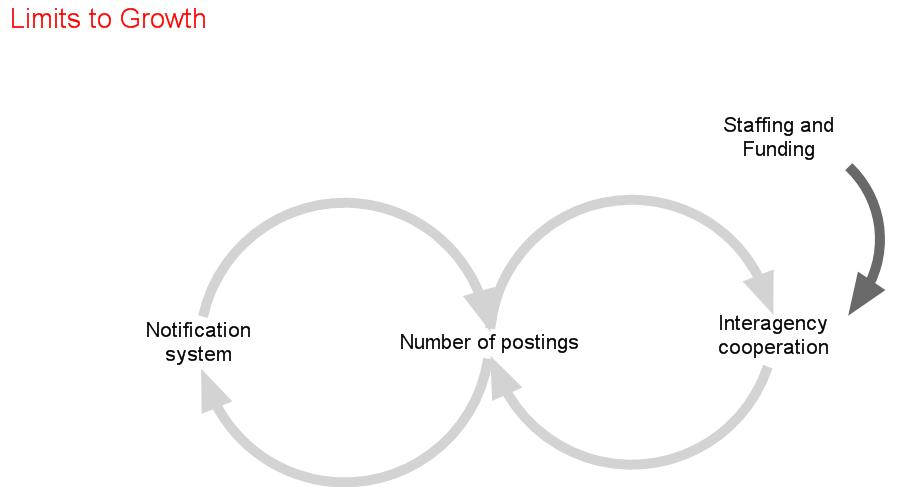 Limits to Growth
Staffing and
Funding
Notification
system
Number of postings
Interagency
cooperation